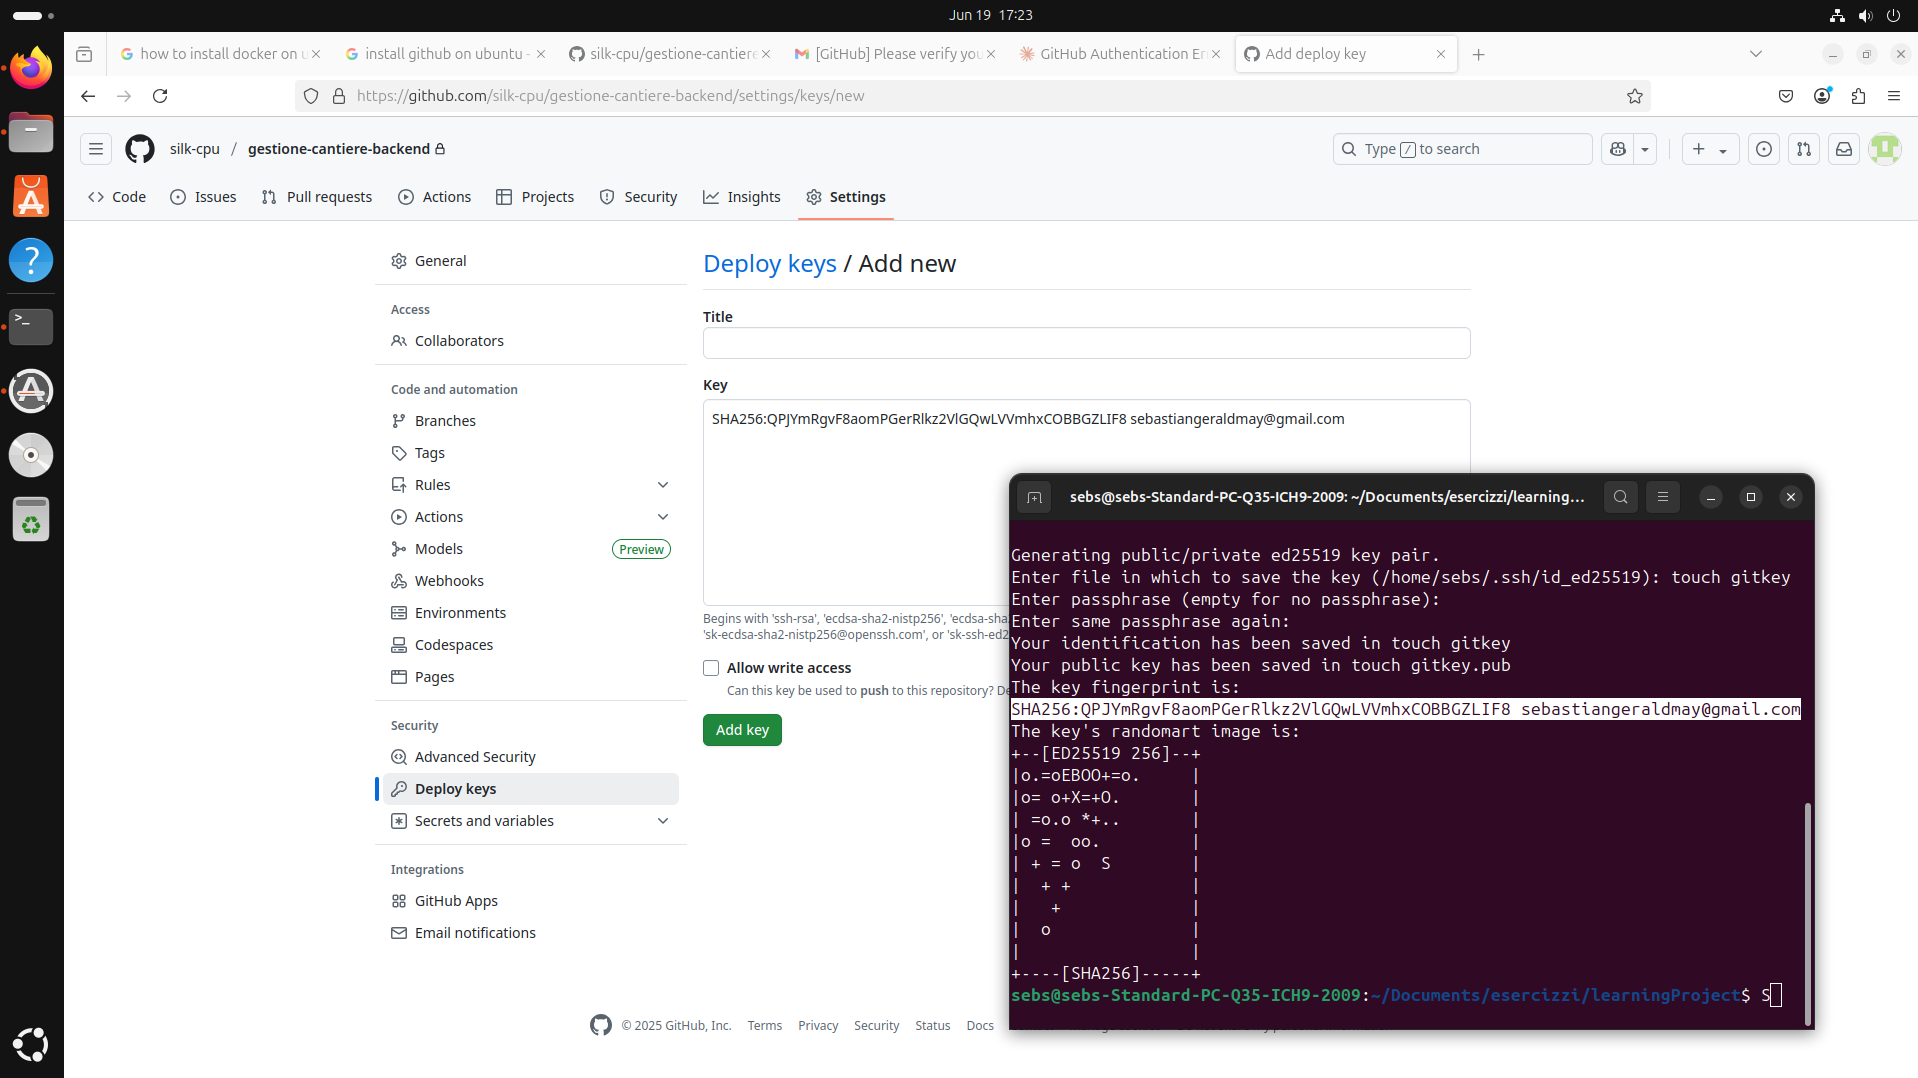 Jun 19 17:23
how to install docker on u
install github on ubuntu -
silk-cpu/gestione-cantiere
[GitHub] Please verify you
GitHub Authentication Er
Add deploy key
https://github.com/silk-cpu/gestione-cantiere-backend/settings/keys/new
silk-cpu / gestione-cantiere-backend
Type / to search
Code
Issues
Pull requests
Actions
Projects
Security
Insights
Settings
General
Access
Collaborators
Code and automation
Branches
Tags
Rules
Actions
Models
Preview
Webhooks
Environments
Codespaces
Pages
Security
Advanced Security
Deploy keys
Secrets and variables
Integrations
GitHub Apps
Email notifications
Deploy keys / Add new
Title
Key
SHA256:QPJYmRgvF8aomPGerRlkz2VlGQwLVVmhxCOBBGZLIF8 sebastiangeraldmay@gmail.com
Begins with 'ssh-rsa', 'ecdsa-sha2-nistp256', 'ecdsa-sha
'sk-ecdsa-sha2-nistp256@openssh.com', or 'sk-ssh-ed2
Allow write access
Can this key be used to push to this repository? De
Add key
sebs@sebs-Standard-PC-Q35-ICH9-2009: ~/Documents/esercizzi/learning...
Generating public/private ed25519 key pair.
Enter file in which to save the key (/home/sebs/.ssh/id_ed25519): touch gitkey
Enter passphrase (empty for no passphrase):
Enter same passphrase again:
Your identification has been saved in touch gitkey
Your public key has been saved in touch gitkey.pub
The key fingerprint is:
SHA256:QPJYmRgvF8aomPGerRlkz2VlGQwLVVmhxCOBBGZLIF8 sebastiangeraldmay@gmail.com
The key's randomart image is:
+--[ED25519 256]--+
|o.=oEBOO+=o.     |
|o= o+X=+O.       |
| =o.o *+..       |
|o =  oo.         |
| + = o  S        |
|  + +            |
|   +             |
|  o              |
|                 |
+----[SHA256]-----+
sebs@sebs-Standard-PC-Q35-ICH9-2009:~/Documents/esercizzi/learningProject$ S
© 2025 GitHub, Inc.
Terms
Privacy
Security
Status
Docs